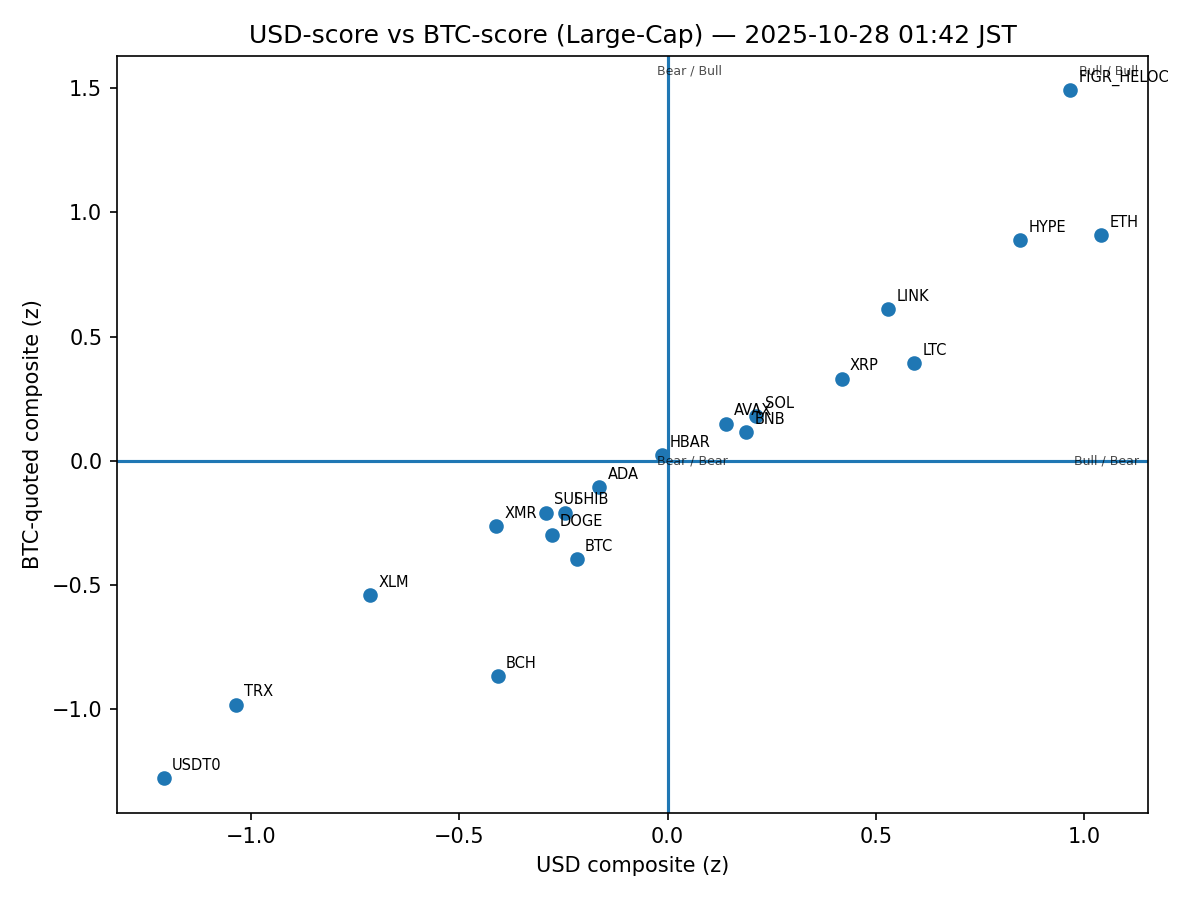 USD-score vs BTC-score (Large-Cap) — 2025-10-28 01:42 JST
Bear / Bull
Bull / Bull
FIGR_HELOC
1.5
1.0
ETH
HYPE
LINK
0.5
LTC
XRP
SOL
AVAX
BNB
HBAR
0.0
Bear / Bear
Bull / Bear
ADA
SUI
SHIB
XMR
DOGE
BTC
−0.5
XLM
BCH
TRX
−1.0
USDT0
−1.0
−0.5
0.0
0.5
1.0
USD composite (z)
BTC-quoted composite (z)